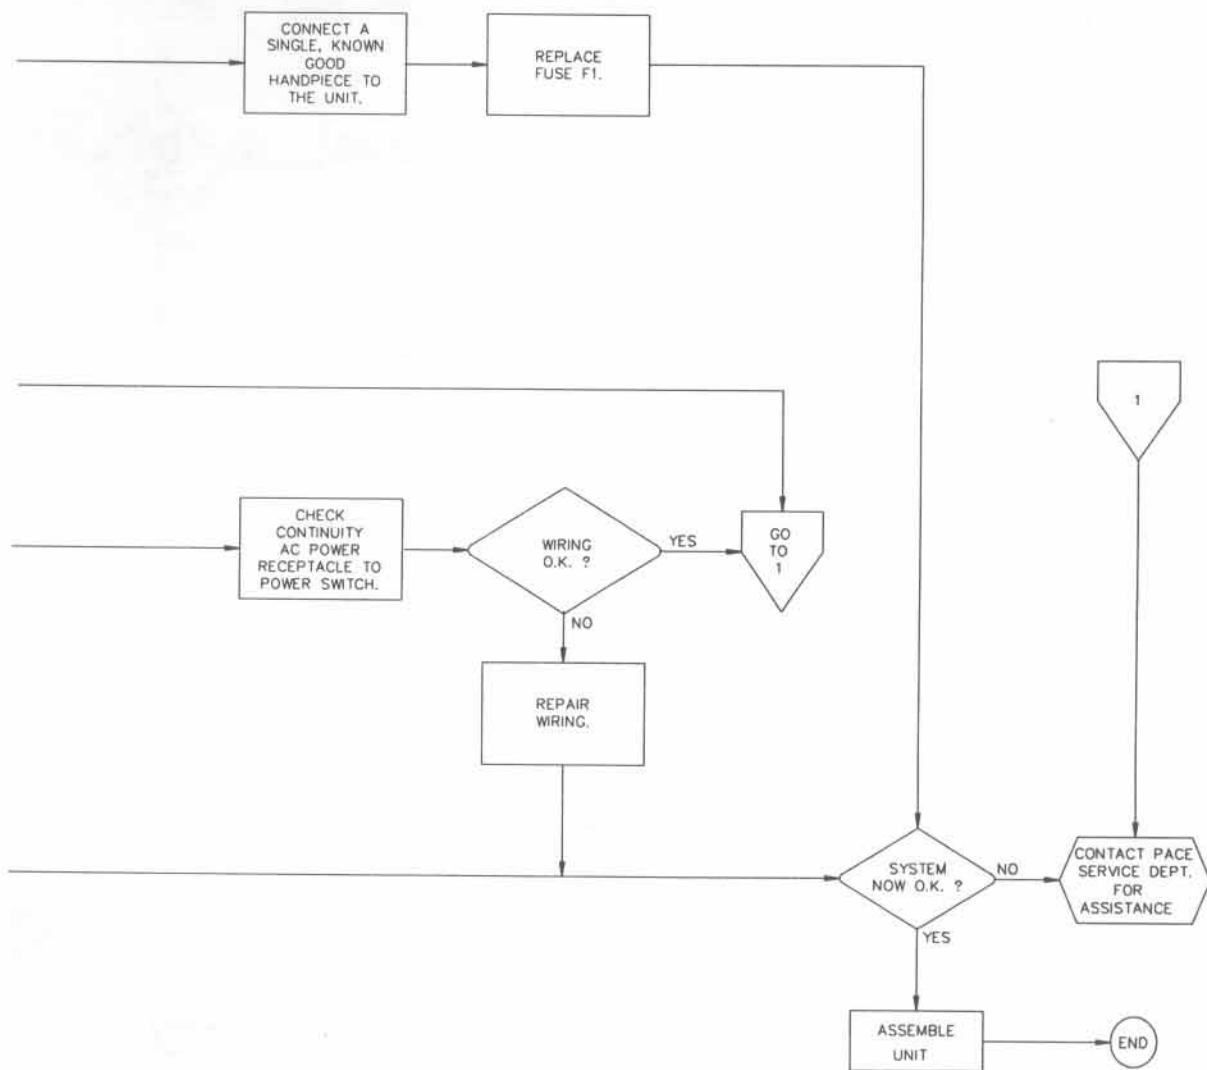 CONNECT A
SINGLE, KNOWN
GOOD
HANDPIECE TO
THE UNIT.
REPLACE
FUSE F1.
1
CHECK
CONTINUITY
AC POWER
RECEPTACLE TO
POWER SWITCH.
WIRING
O.K. ?
YES
GO
TO
1
NO
REPAIR
WIRING.
SYSTEM
NOW O.K. ?
NO
CONTACT PACE
SERVICE DEPT.
FOR
ASSISTANCE
YES
ASSEMBLE
UNIT
END